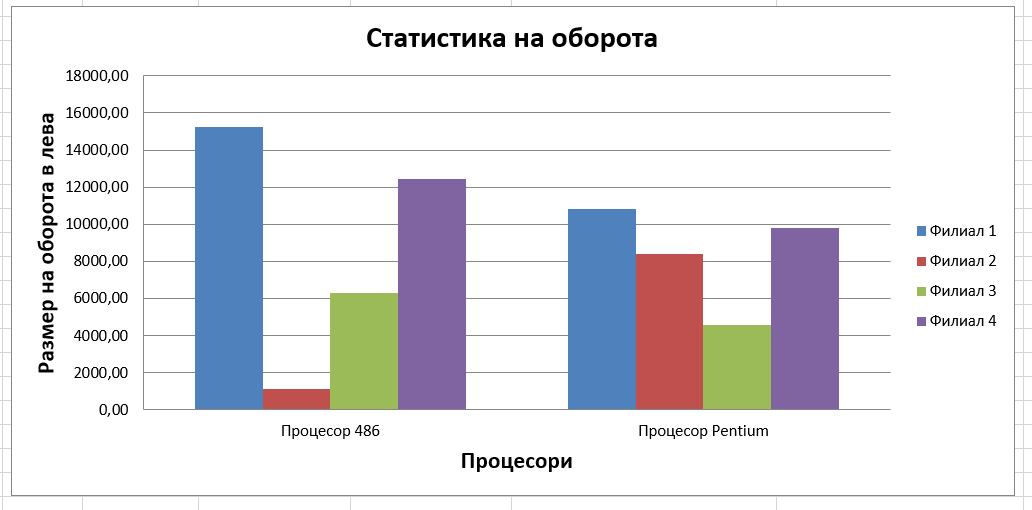 Статистика на оборота
Размер на оборота в лева
18000,00
16000,00
14000,00
12000,00
10000,00
8000,00
6000,00
4000,00
2000,00
0,00
Процесор 486
Процесор Pentium
Процесори
Филиал 1
Филиал 2
Филиал 3
Филиал 4